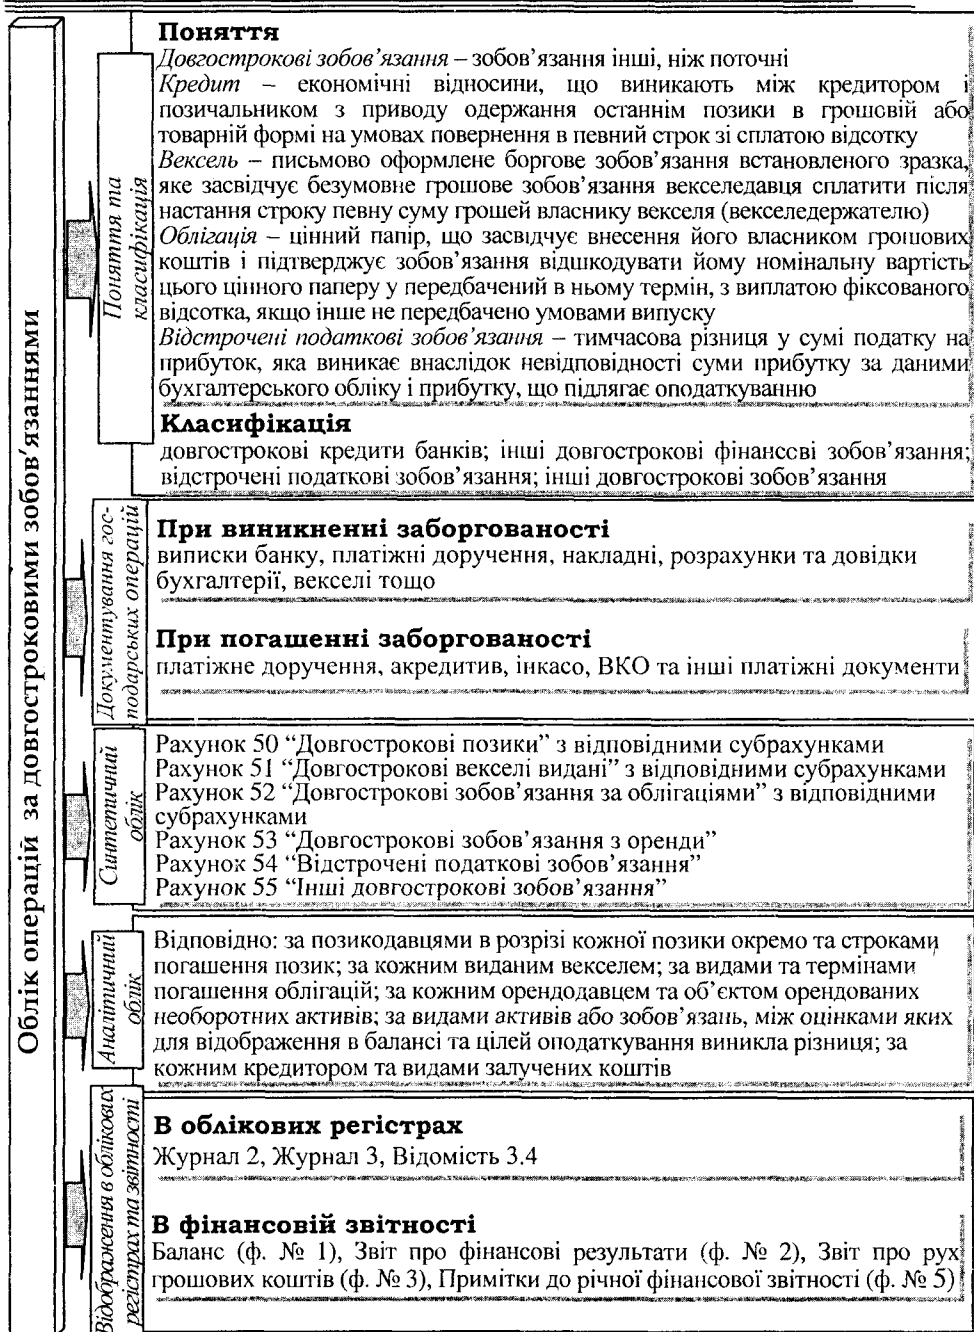 Облік операцій за довгостроковими зобов'язаннями
Поняття та
класифікація
Поняття
Довгострокові зобов'язання – зобов'язання інші, ніж поточні
Кредит – економічні відносини, що виникають між кредитором і
позичальником з приводу одержання останнім позики в грошовій або
товарній формі на умовах повернення в певний строк зі сплатою відсотку
Вексель – письмово оформлене боргове зобов'язання встановленого зразка,
яке засвідчує безумовне грошове зобов'язання векселедавця сплатити після
настання строку певну суму грошей власнику векселя (векселедержателю)
Облігація – цінний папір, що засвідчує внесення його власником грошових
коштів і підтверджує зобов'язання відшкодувати йому номінальну вартість
цього цінного паперу у передбачений в ньому термін, з виплатою фіксованого
відсотка, якщо інше не передбачено умовами випуску
Відстрочені податкові зобов'язання – тимчасова різниця у сумі податку на
прибуток, яка виникає внаслідок невідповідності суми прибутку за даними
бухгалтерського обліку і прибутку, що підлягає оподаткуванню
Класифікація
довгострокові кредити банків; інші довгострокові фінансові зобов'язання;
відстрочені податкові зобов'язання; інші довгострокові зобов'язання
Документування гос-
подарських операцій
При виникненні заборгованості
виписки банку, платіжні доручення, накладні, розрахунки та довідки
бухгалтерії, векселі тощо
При погашенні заборгованості
платіжне доручення, акредитив, інкасо, ВКО та інші платіжні документи
Синтетичний
облік
Рахунок 50 “Довгострокові позики” з відповідними субрахунками
Рахунок 51 “Довгострокові векселі видані” з відповідними субрахунками
Рахунок 52 “Довгострокові зобов'язання за облігаціями” з відповідними
субрахунками
Рахунок 53 “Довгострокові зобов'язання з оренди”
Рахунок 54 “Відстрочені податкові зобов'язання”
Рахунок 55 “Інші довгострокові зобов'язання”
Аналітичний
облік
Відповідно: за позикодавцями в розрізі кожної позики окремо та строками
погашення позик; за кожним виданим векселем; за видами та термінами
погашення облігацій; за кожним орендодавцем та об'єктом орендованих
необоротних активів; за видами активів або зобов'язань, між оцінками яких
для відображення в балансі та цілей оподаткування виникла різниця; за
кожним кредитором та видами залучених коштів
Відображення в облікових
регістрах та звітності
В облікових регістрах
Журнал 2, Журнал 3, Відомість 3.4
В фінансовій звітності
Баланс (ф. № 1), Звіт про фінансові результати (ф. № 2), Звіт про рух
грошових коштів (ф. № 3), Примітки до річної фінансової звітності (ф. № 5)